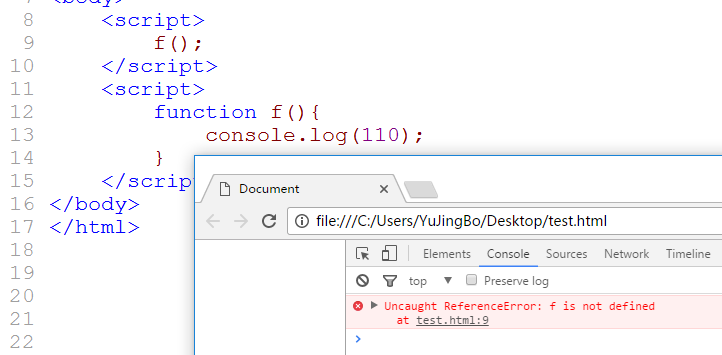 7 <body>
8 <script>
9 f();
10 </script>
11 <script>
12 function f(){
13 console.log(110);
14 }
15 </script
16 </body>
17 </html>
18
19
20
21
22
Document
file:///C:/Users/YuJingBo/Desktop/test.html
Elements Console Sources Network Timeline
top Preserve log
Uncaught ReferenceError: f is not defined
at test.html:9